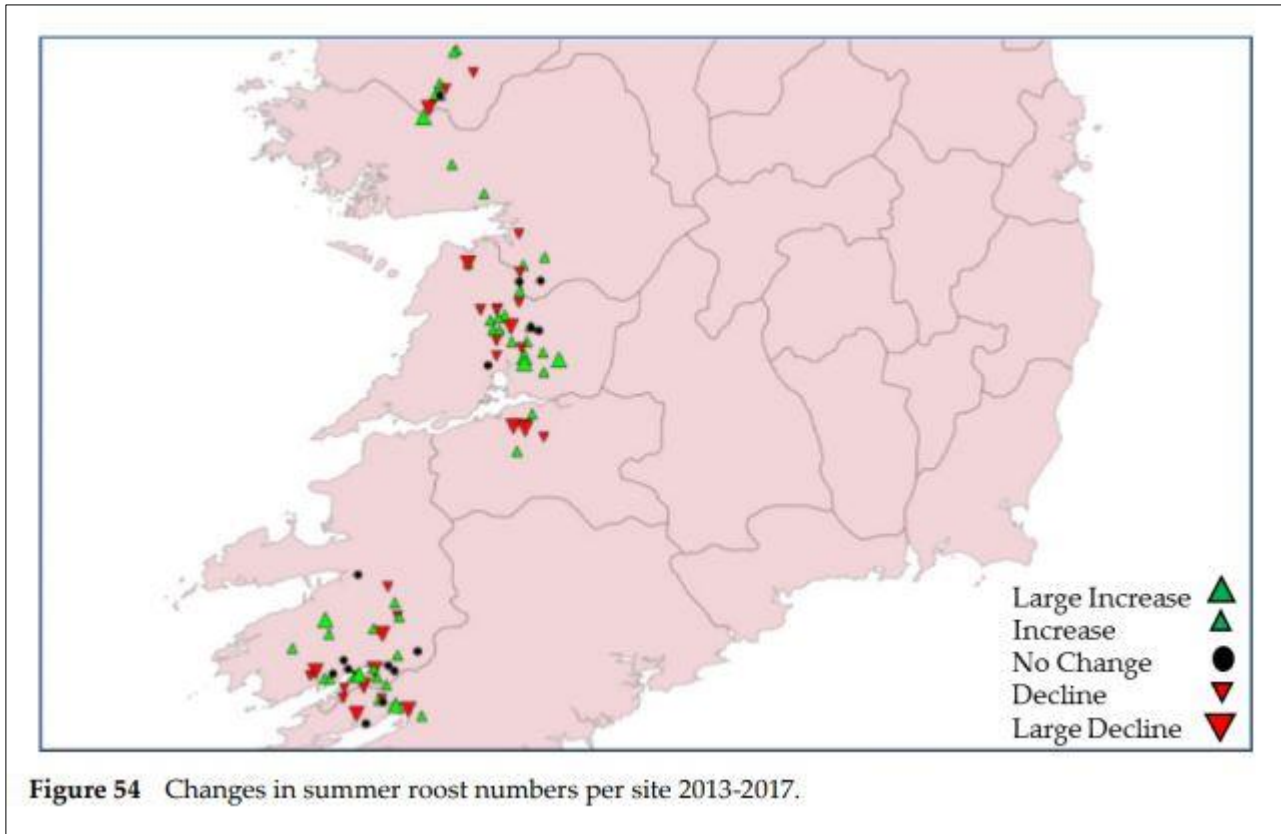 Large Increase
Increase
No Change
Decline
Large Decline
Figure 54 Changes in summer roost numbers per site 2013-2017.